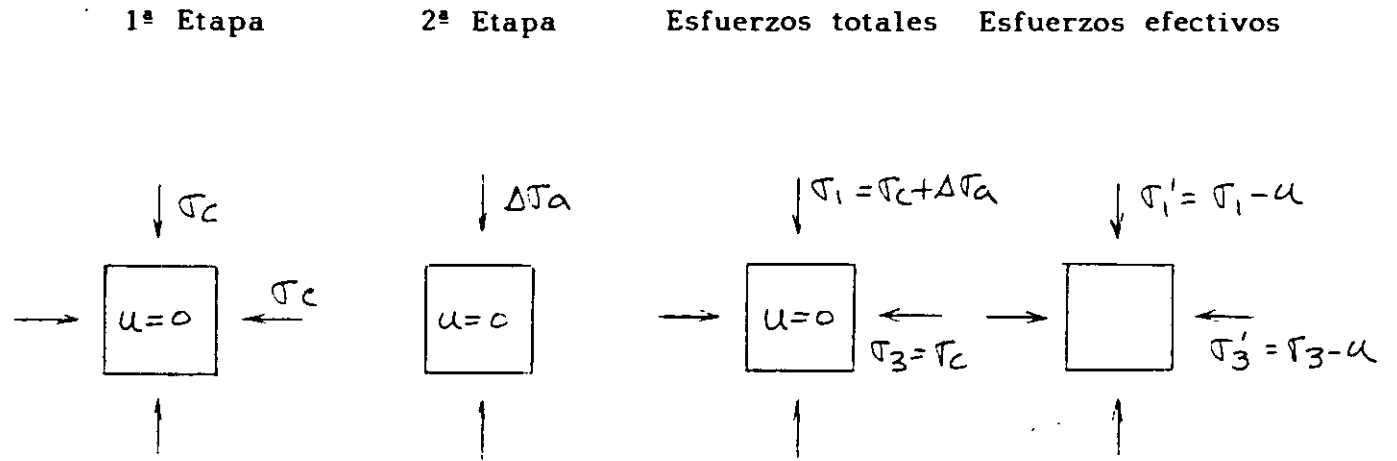 1ª Etapa 2ª Etapa Esfuerzos totales Esfuerzos efectivos
σc Δσa σ1 = σc + Δσa σ1' = σ1 - u
u=0 σc u=0 u=0 σ3 = σc σ3' = σ3 - u